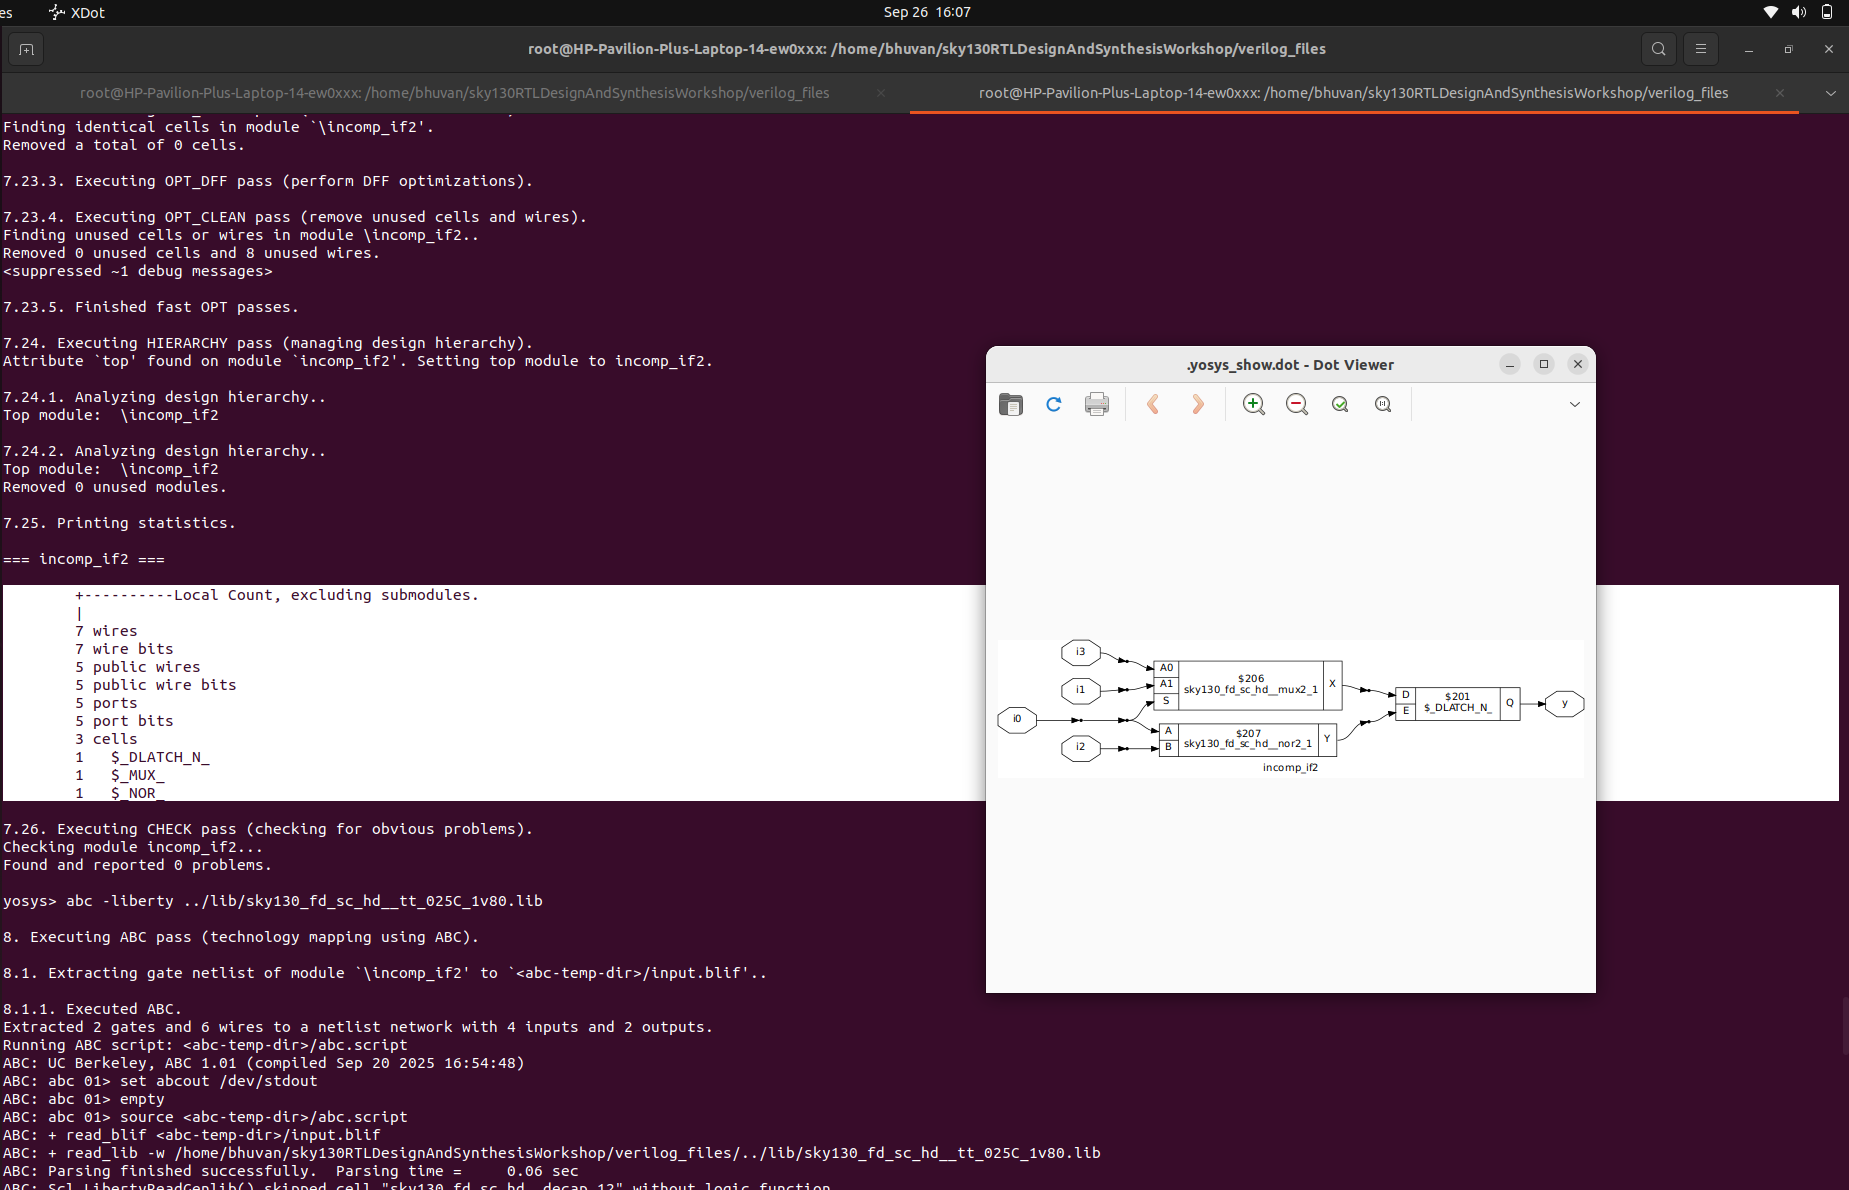 es XDot Sep 26 16:07
root@HP-Pavilion-Plus-Laptop-14-ew0xxx: /home/bhuvan/sky130RTLDesignAndSynthesisWorkshop/verilog_files
root@HP-Pavilion-Plus-Laptop-14-ew0xxx: /home/bhuvan/sky130RTLDesignAndSynthesisWorkshop/verilog_files
root@HP-Pavilion-Plus-Laptop-14-ew0xxx: /home/bhuvan/sky130RTLDesignAndSynthesisWorkshop/verilog_files
Finding identical cells in module `\incomp_if2'.
Removed a total of 0 cells.
7.23.3. Executing OPT_DFF pass (perform DFF optimizations).
7.23.4. Executing OPT_CLEAN pass (remove unused cells and wires).
Finding unused cells or wires in module \incomp_if2..
Removed 0 unused cells and 8 unused wires.
<suppressed ~1 debug messages>
7.23.5. Finished fast OPT passes.
7.24. Executing HIERARCHY pass (managing design hierarchy).
Attribute `top' found on module `incomp_if2'. Setting top module to incomp_if2.
7.24.1. Analyzing design hierarchy..
Top module:  \incomp_if2
7.24.2. Analyzing design hierarchy..
Top module:  \incomp_if2
Removed 0 unused modules.
7.25. Printing statistics.
=== incomp_if2 ===
+----------Local Count, excluding submodules.
|
7 wires
7 wire bits
5 public wires
5 public wire bits
5 ports
5 port bits
3 cells
1   $_DLATCH_N_
1   $_MUX_
1   $_NOR_
7.26. Executing CHECK pass (checking for obvious problems).
Checking module incomp_if2...
Found and reported 0 problems.
yosys> abc -liberty ../lib/sky130_fd_sc_hd__tt_025C_1v80.lib
8. Executing ABC pass (technology mapping using ABC).
8.1. Extracting gate netlist of module `\incomp_if2' to `<abc-temp-dir>/input.blif'..
8.1.1. Executed ABC.
Extracted 2 gates and 6 wires to a netlist network with 4 inputs and 2 outputs.
Running ABC script: <abc-temp-dir>/abc.script
ABC: UC Berkeley, ABC 1.01 (compiled Sep 20 2025 16:54:48)
ABC: abc 01> set abcout /dev/stdout
ABC: abc 01> empty
ABC: abc 01> source <abc-temp-dir>/abc.script
ABC: + read_blif <abc-temp-dir>/input.blif
ABC: + read_lib -w /home/bhuvan/sky130RTLDesignAndSynthesisWorkshop/verilog_files/../lib/sky130_fd_sc_hd__tt_025C_1v80.lib
ABC: Parsing finished successfully.  Parsing time =     0.06 sec
ABC: Scl_LibertyReadGenlib() skipped cell "sky130_fd_sc_hd__decap_12" without logic function.
.yosys_show.dot - Dot Viewer
i3
i1
i0
i2
A0
A1
S
$206
sky130_fd_sc_hd__mux2_1
X
A
B
$207
sky130_fd_sc_hd__nor2_1
Y
D
E
$201
$_DLATCH_N_
Q
y
incomp_if2